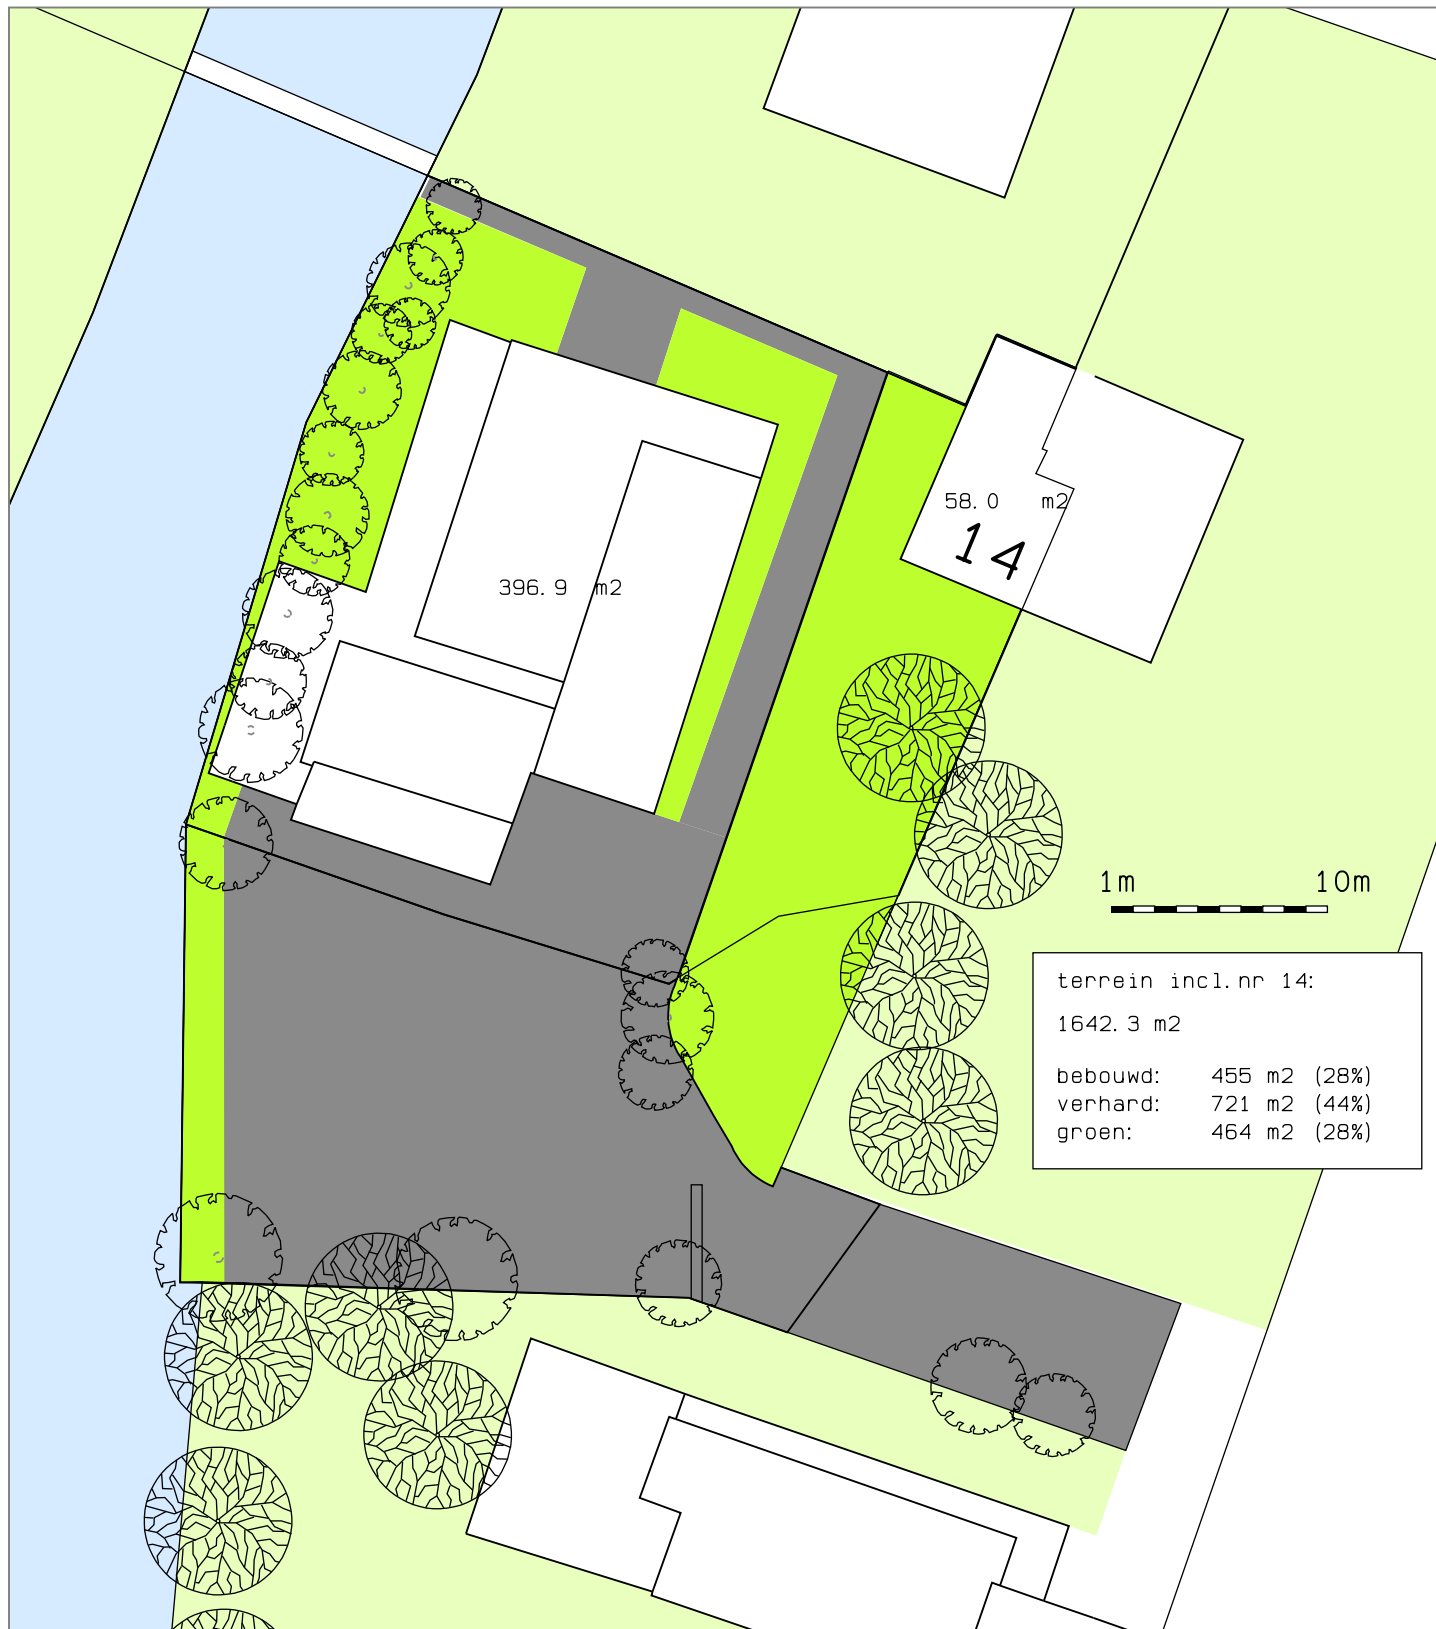 58.0 m2
14
396.9 m2
1m 10m
terrein incl. nr 14:
1642.3 m2
bebouwd: 455 m2 (28%)
verhard: 721 m2 (44%)
groen: 464 m2 (28%)